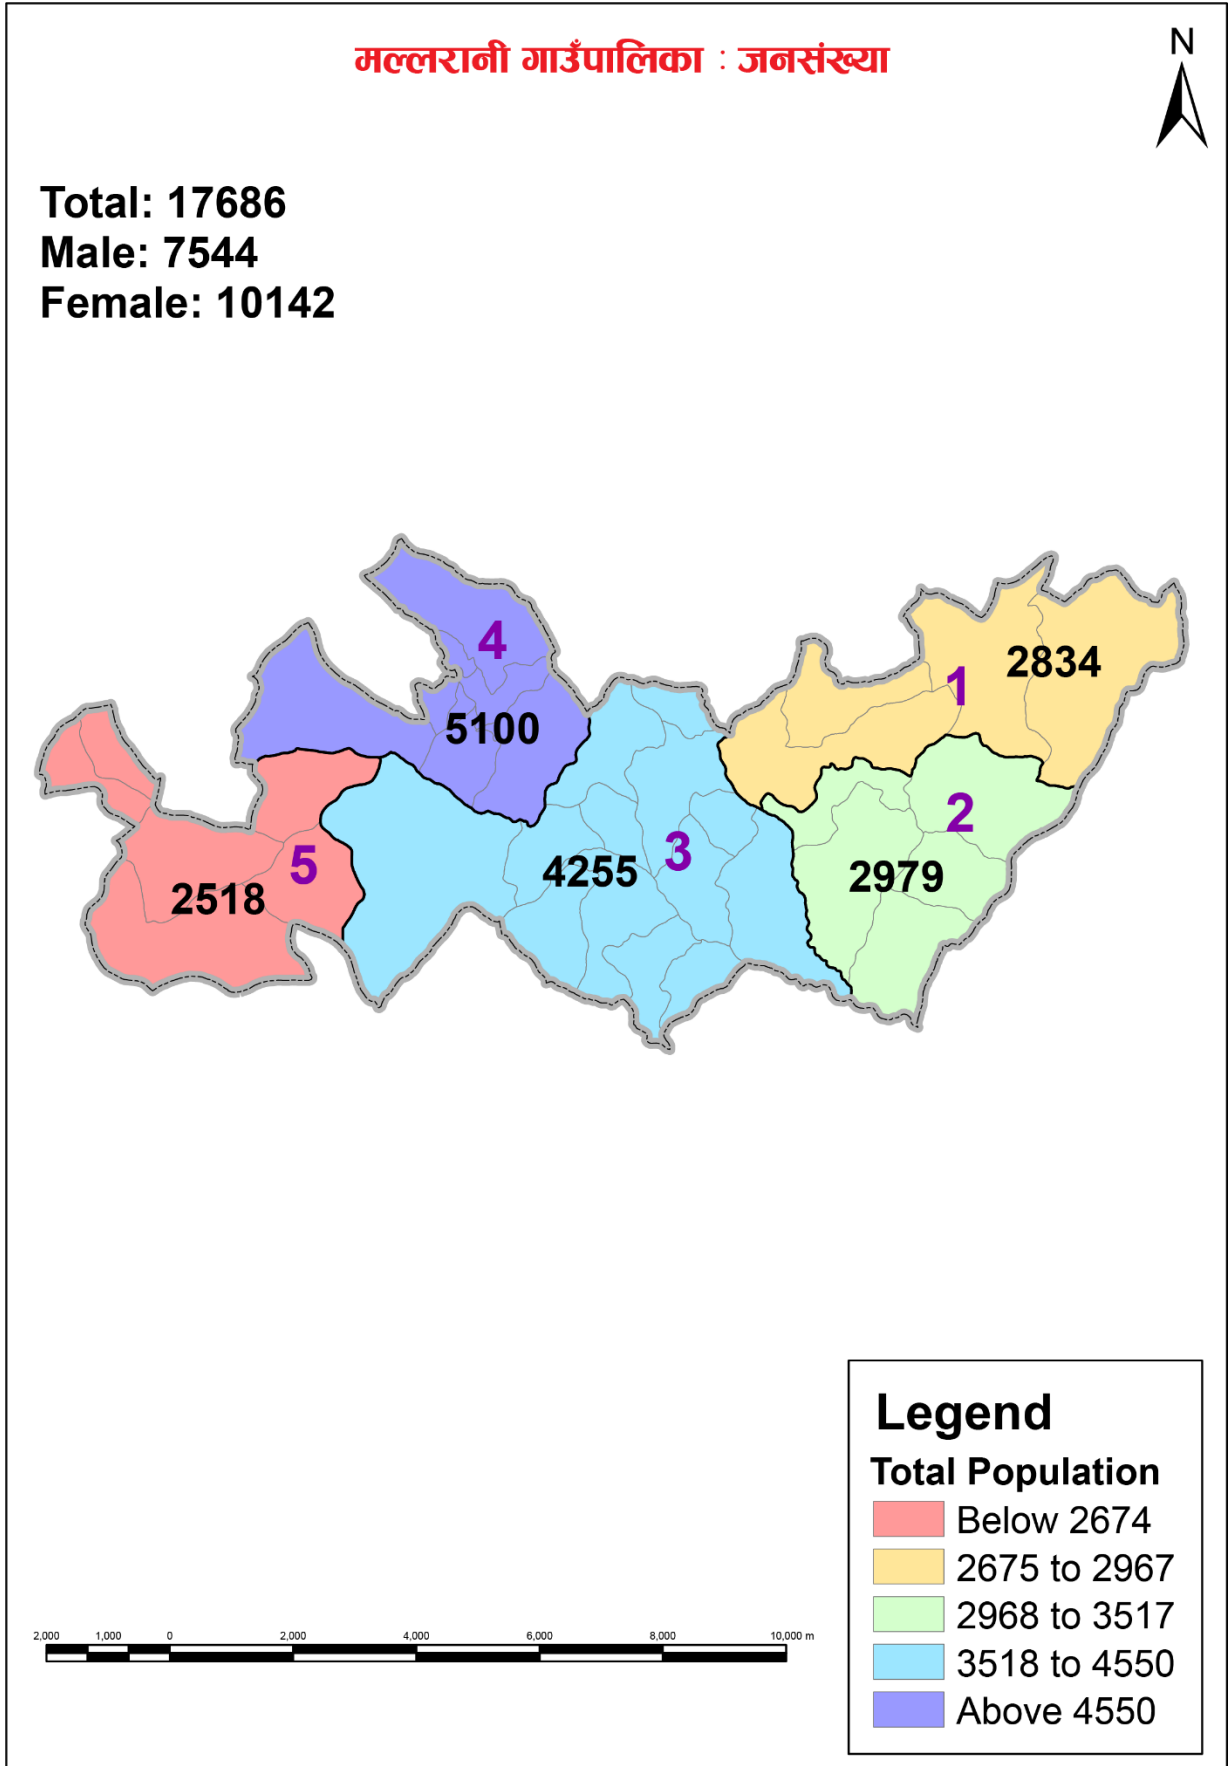 मल्लरानी गाउँपालिका : जनसंख्या
N
Total: 17686
Male: 7544
Female: 10142
4
5100
1
2834
2
2979
3
4255
5
2518
Legend
Total Population
Below 2674
2675 to 2967
2968 to 3517
3518 to 4550
Above 4550
2,000 1,000 0 2,000 4,000 6,000 8,000 10,000 m